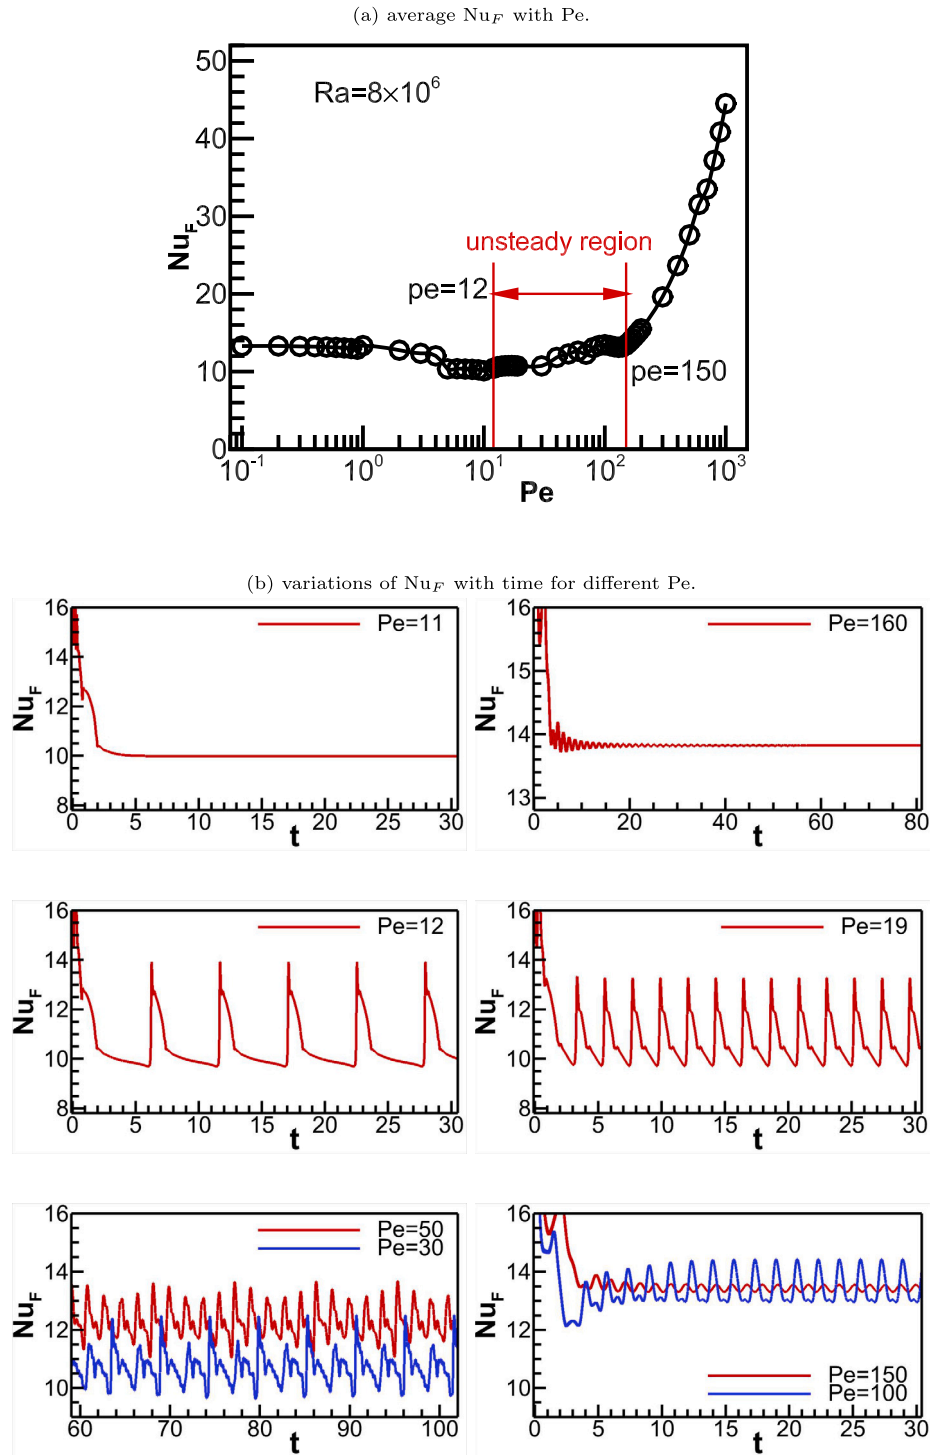 (a) average Nu_F with Pe.
50
Ra=8×10^6
40
Nu_F
30
unsteady region
pe=12
20
10
pe=150
0
10^-1 10^0 10^1 10^2 10^3
Pe
(b) variations of Nu_F with time for different Pe.
16
Pe=11
14
Nu_F
12
10
8
0 5 10 15 20 25 30
t
16
Pe=160
15
Nu_F
14
13
0 20 40 60 80
t
16
Pe=12
14
Nu_F
12
10
8
0 5 10 15 20 25 30
t
16
Pe=19
14
Nu_F
12
10
8
0 5 10 15 20 25 30
t
16
Pe=50
Pe=30
14
Nu_F
12
10
60 70 80 90 100
t
16
14
Nu_F
12
Pe=150
10
Pe=100
0 5 10 15 20 25 30
t